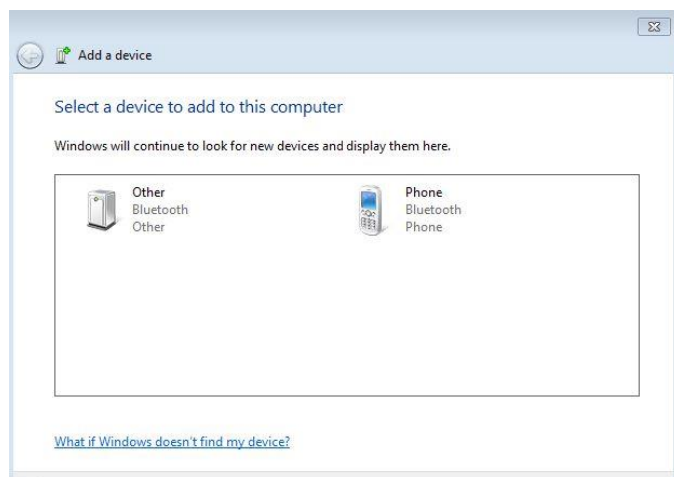 Add a device
Select a device to add to this computer
Windows will continue to look for new devices and display them here.
Other
Bluetooth
Other
Phone
Bluetooth
Phone
What if Windows doesn't find my device?